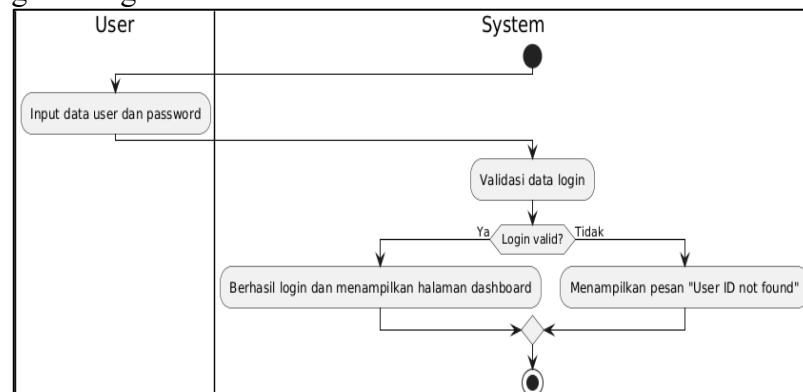 User
System
Input data user dan password
Validasi data login
Ya
Login valid?
Tidak
Berhasil login dan menampilkan halaman dashboard
Menampilkan pesan "User ID not found"